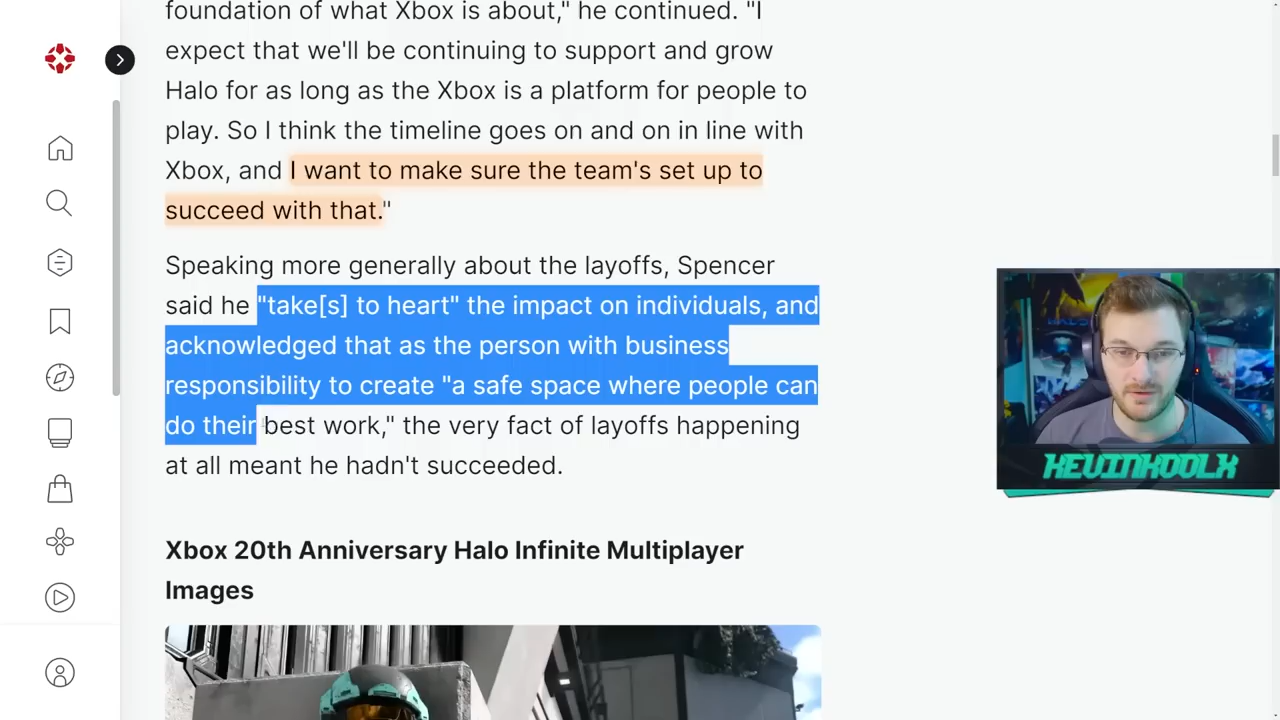 foundation of what Xbox is about," he continued. "I
expect that we'll be continuing to support and grow
Halo for as long as the Xbox is a platform for people to
play. So I think the timeline goes on and on in line with
Xbox, and I want to make sure the team's set up to
succeed with that."
Speaking more generally about the layoffs, Spencer
said he "take[s] to heart" the impact on individuals, and
acknowledged that as the person with business
responsibility to create "a safe space where people can
do their best work," the very fact of layoffs happening
at all meant he hadn't succeeded.
KEVINKOOLX
Xbox 20th Anniversary Halo Infinite Multiplayer
Images